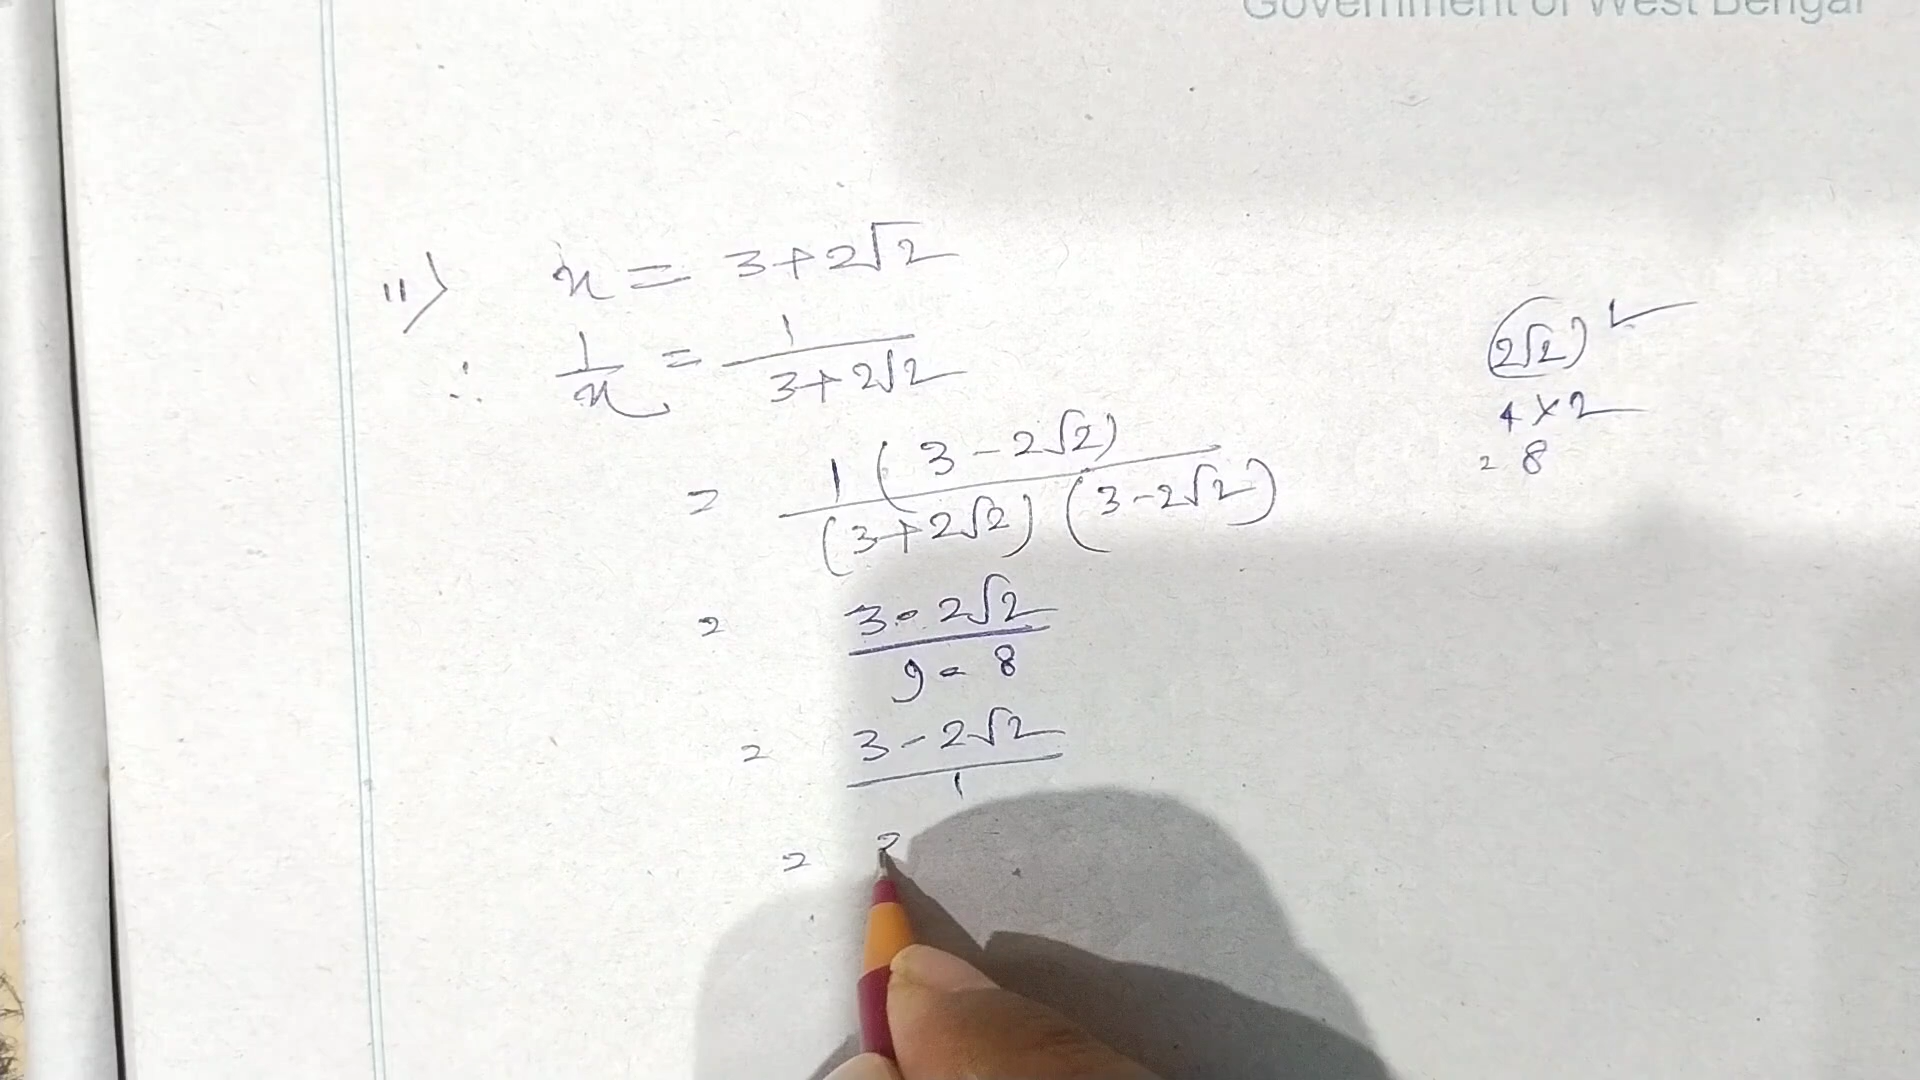 Government of West Bengal
11) x = 3+2√2
∴ 1/x = 1/(3+2√2)
= 1(3-2√2)/(3+2√2)(3-2√2)
= 3-2√2/9-8
= 3-2√2/1
=
(2√2)
4×2
= 8